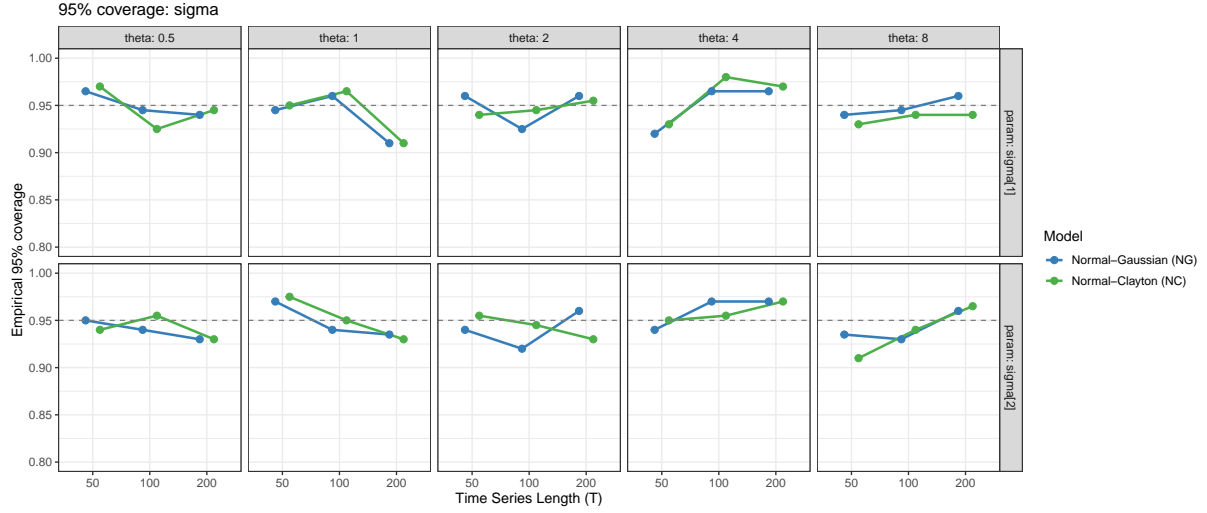 95% coverage: sigma
theta: 0.5
theta: 1
theta: 2
theta: 4
theta: 8
Empirical 95% coverage
1.00
0.95
0.90
0.85
0.80
param: sigma[1]
1.00
0.95
0.90
0.85
0.80
param: sigma[2]
50 100 200
50 100 200
50 100 200
50 100 200
50 100 200
Time Series Length (T)
Model
Normal−Gaussian (NG)
Normal−Clayton (NC)